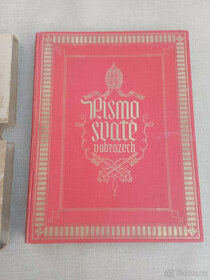 Písmo
svaté
v obrazech